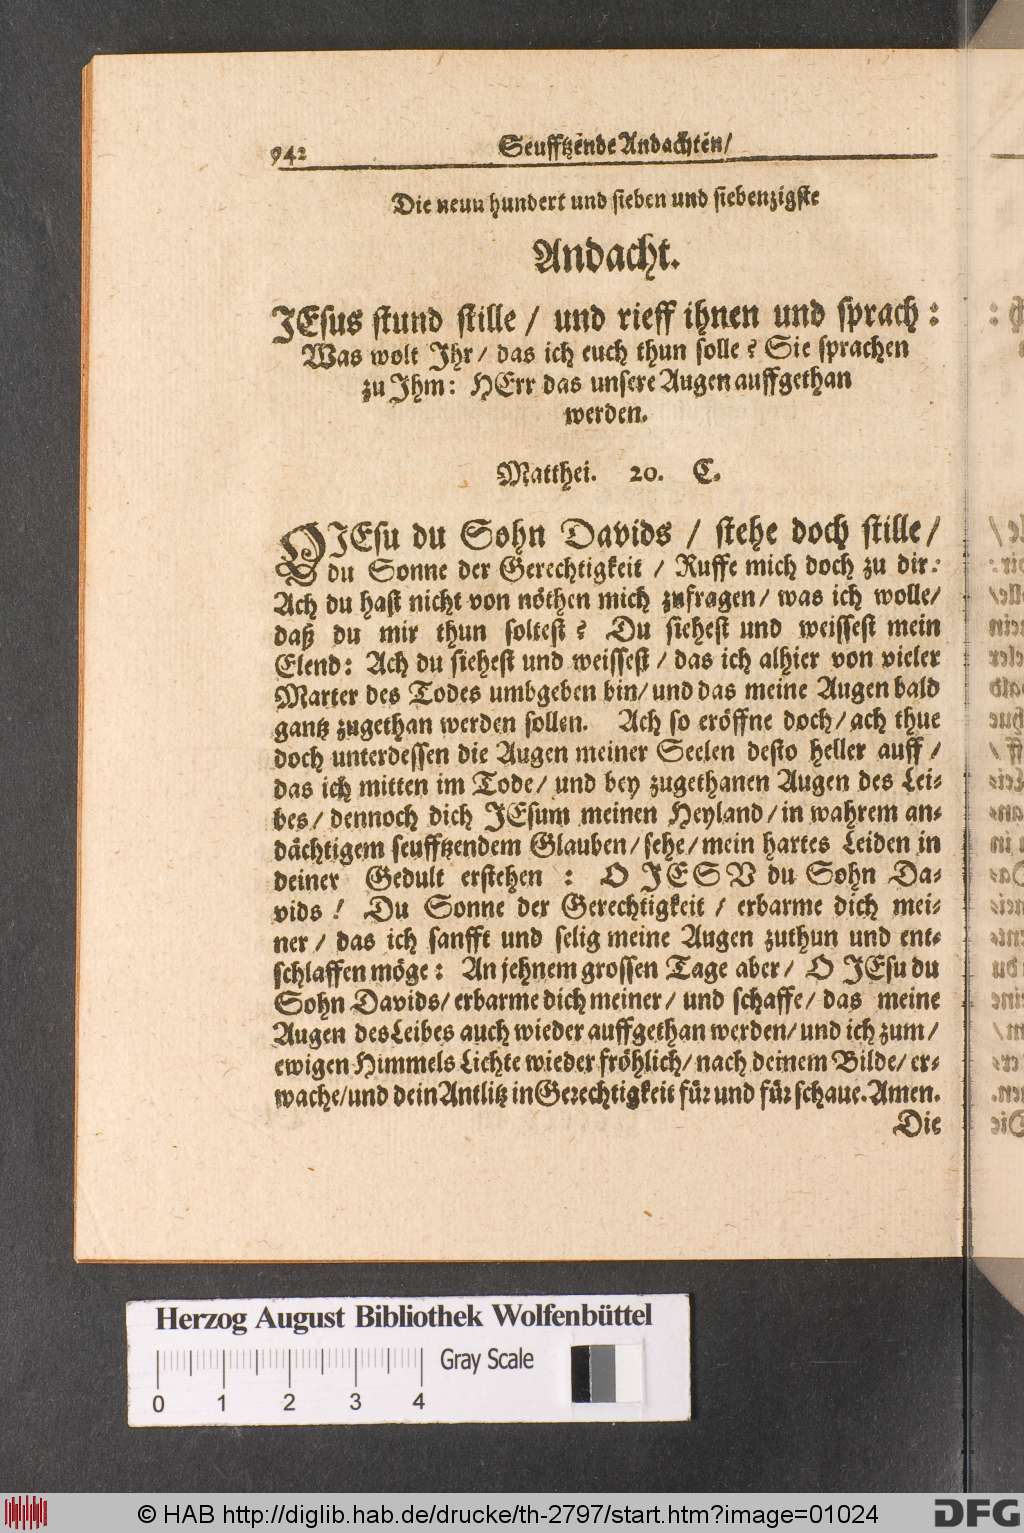 942
Seufftzende Andachten/
Die neun hundert und sieben und siebenzigste
Andacht.
JEsus stund stille / und rieff ihnen und sprach :
Was wolt Jhr/ das ich euch thun solle? Sie sprachen
zu Jhm: HErr das unsere Augen auffgethan
werden.
Matthei. 20. C.
O JEsu du Sohn Davids / stehe doch stille/
du Sonne der Gerechtigkeit / Ruffe mich doch zu dir:
Ach du hast nicht von nöthen mich zufragen/ was ich wolle/
daß du mir thun soltest? Du siehest und weissest mein
Elend: Ach du siehest und weissest / das ich alhier von vieler
Marter des Todes umbgeben bin/ und das meine Augen bald
gantz zugethan werden sollen. Ach so eröffne doch/ ach thue
doch unterdessen die Augen meiner Seelen desto heller auff /
das ich mitten im Tode/ und bey zugethanen Augen des Lei-
bes/ dennoch dich JEsum meinen Heyland/ in wahrem an-
dächtigem seufftzendem Glauben/ sehe/ mein hartes Leiden in
deiner Gedult erstehen : O JESV du Sohn Da-
vids! Du Sonne der Gerechtigkeit / erbarme dich mei-
ner / das ich sanfft und selig meine Augen zuthun und ent-
schlaffen möge: An jehnem grossen Tage aber/ O JEsu du
Sohn Davids/ erbarme dich meiner/ und schaffe/ das meine
Augen des Leibes auch wieder auffgethan werden/ und ich zum/
ewigen Himmels Lichte wieder fröhlich/ nach deinem Bilde/ er-
wache/ und dein Antlitz in Gerechtigkeit für und für schaue. Amen.
Die
Herzog August Bibliothek Wolfenbüttel
Gray Scale
0 1 2 3 4
© HAB http://diglib.hab.de/drucke/th-2797/start.htm?image=01024
DFG